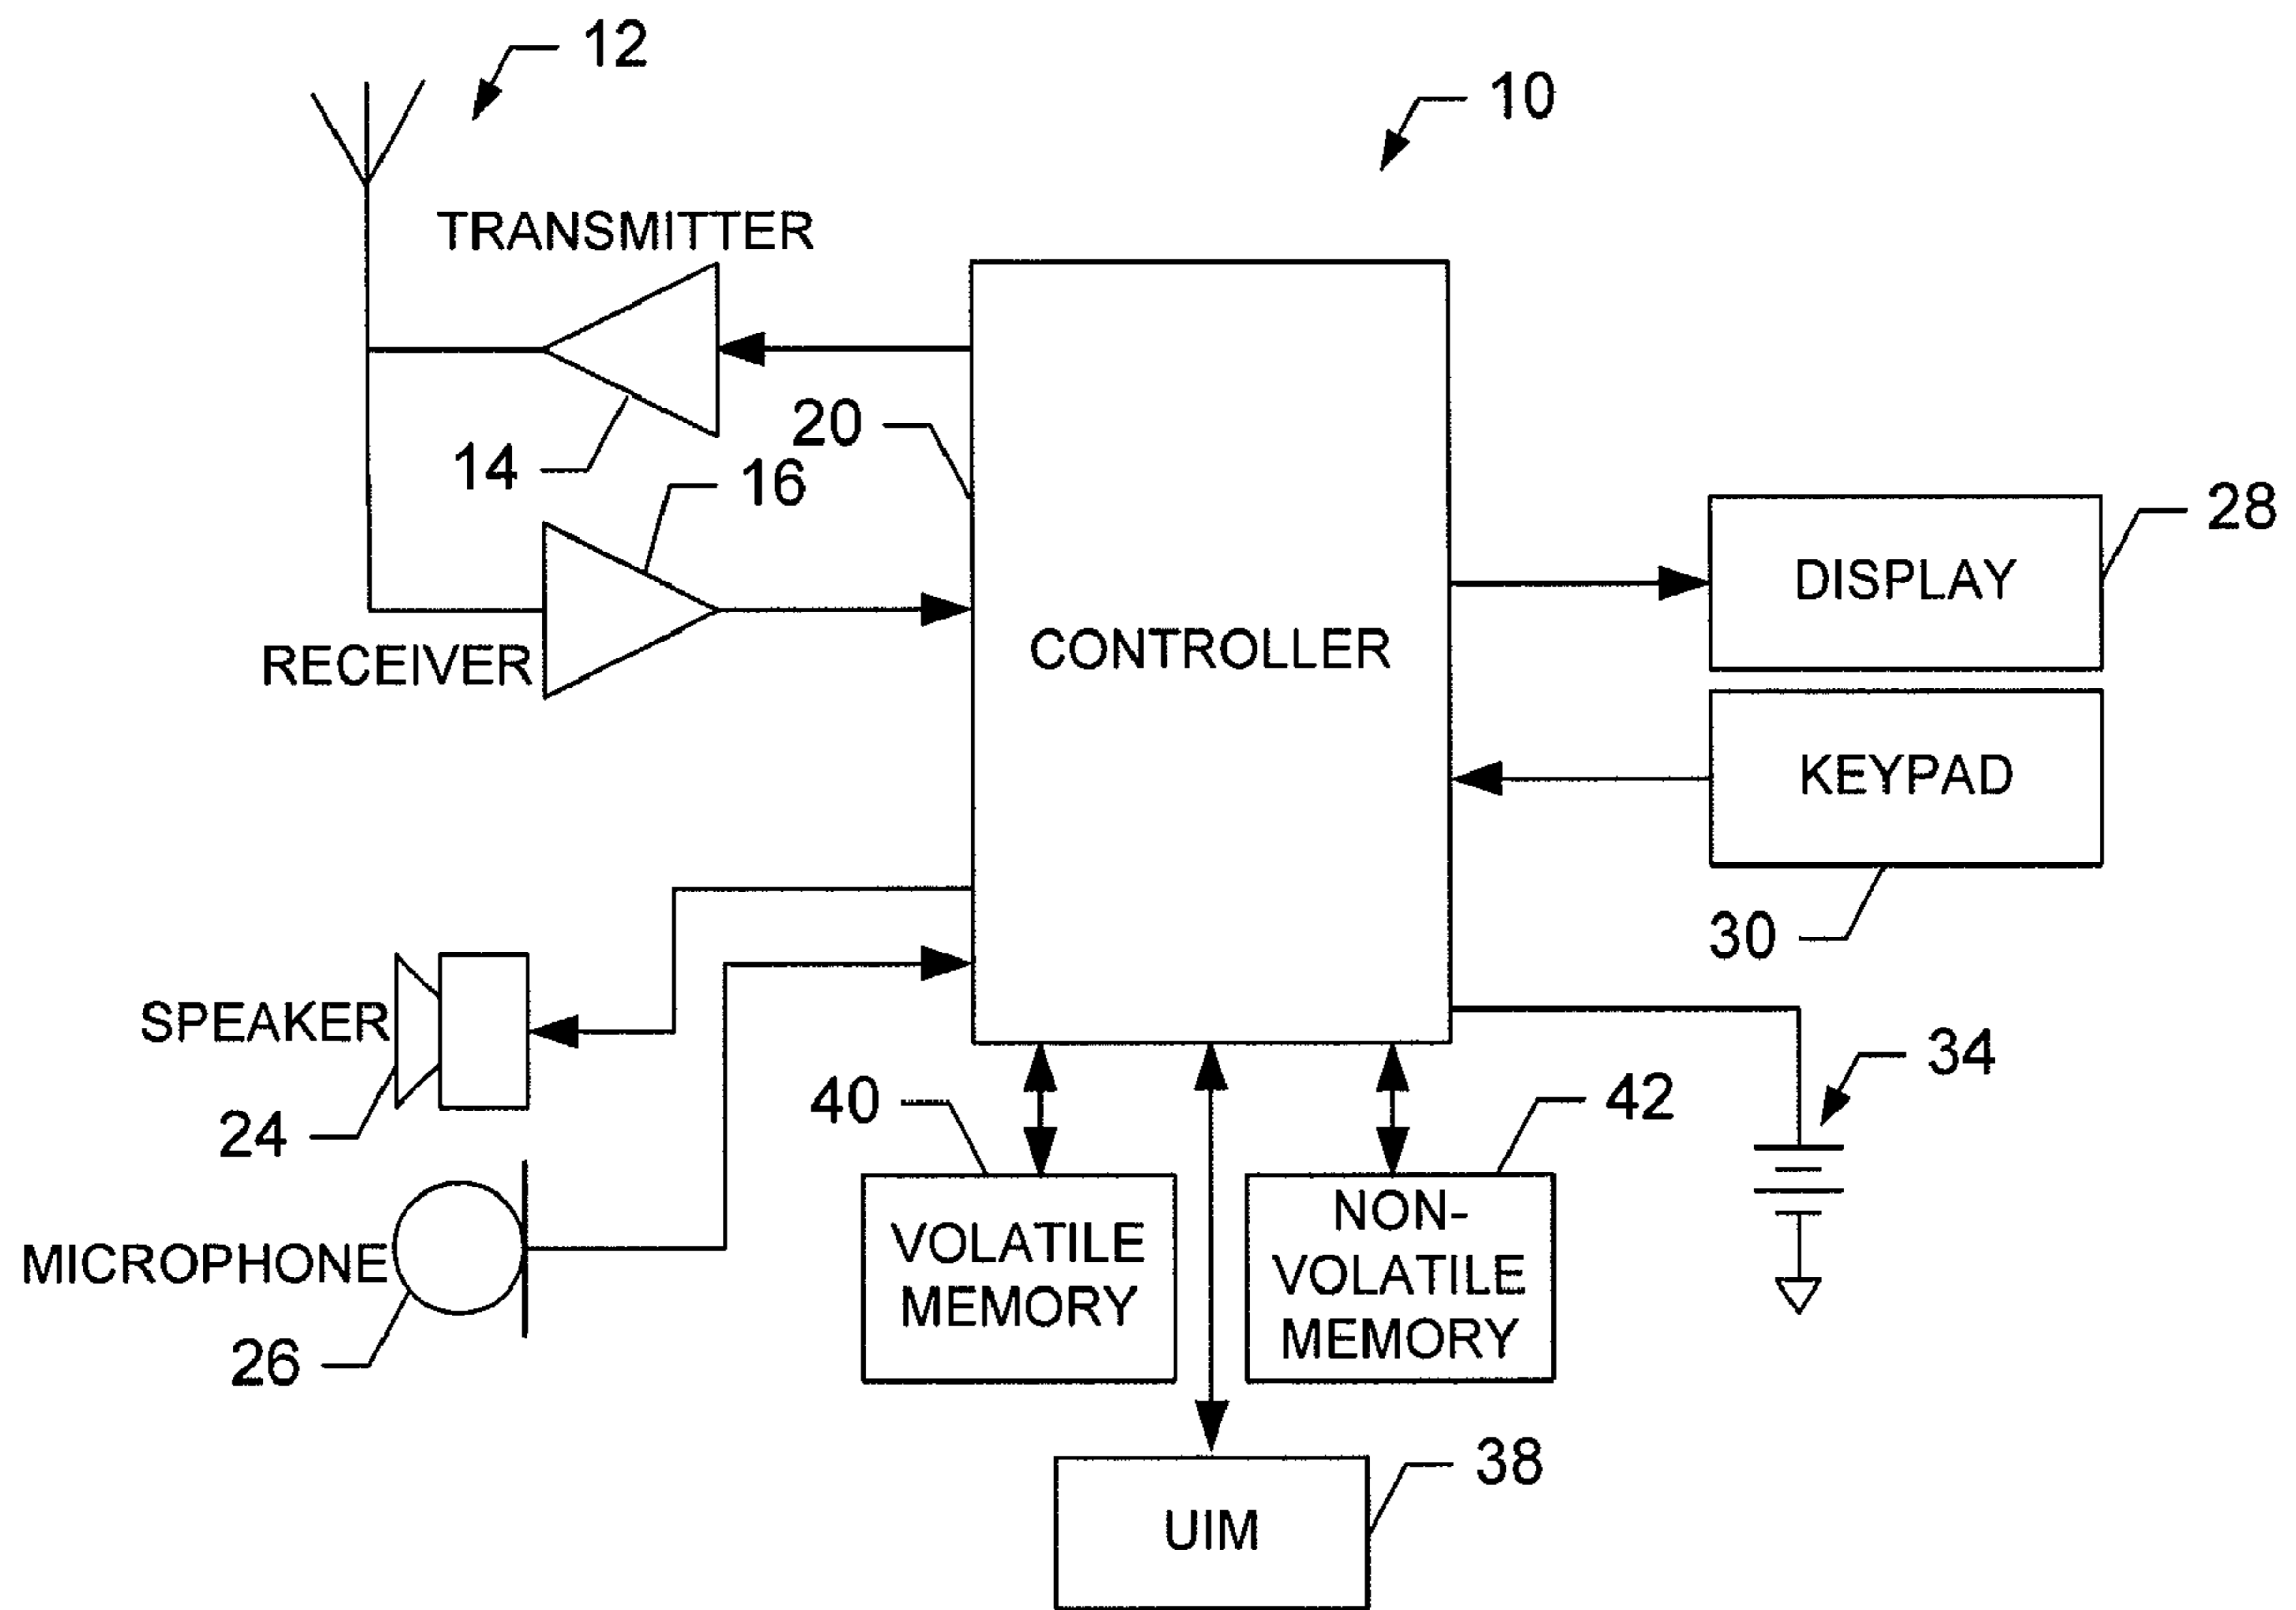 12
10
TRANSMITTER
20
14
16
28
DISPLAY
CONTROLLER
RECEIVER
KEYPAD
30
SPEAKER
34
40
42
24
NON-
VOLATILE
MEMORY
VOLATILE
MEMORY
MICROPHONE
26
38
UIM